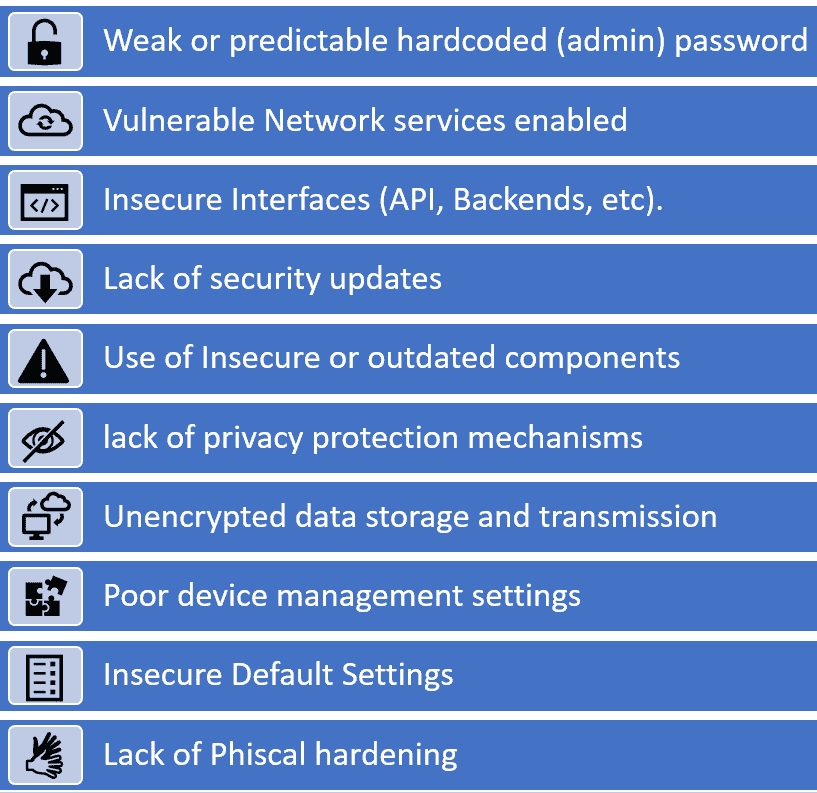 Weak or predictable hardcoded (admin) password
Vulnerable Network services enabled
</>
Insecure Interfaces (API, Backends, etc).
Lack of security updates
Use of Insecure or outdated components
lack of privacy protection mechanisms
Unencrypted data storage and transmission
Poor device management settings
Insecure Default Settings
Lack of Phiscal hardening